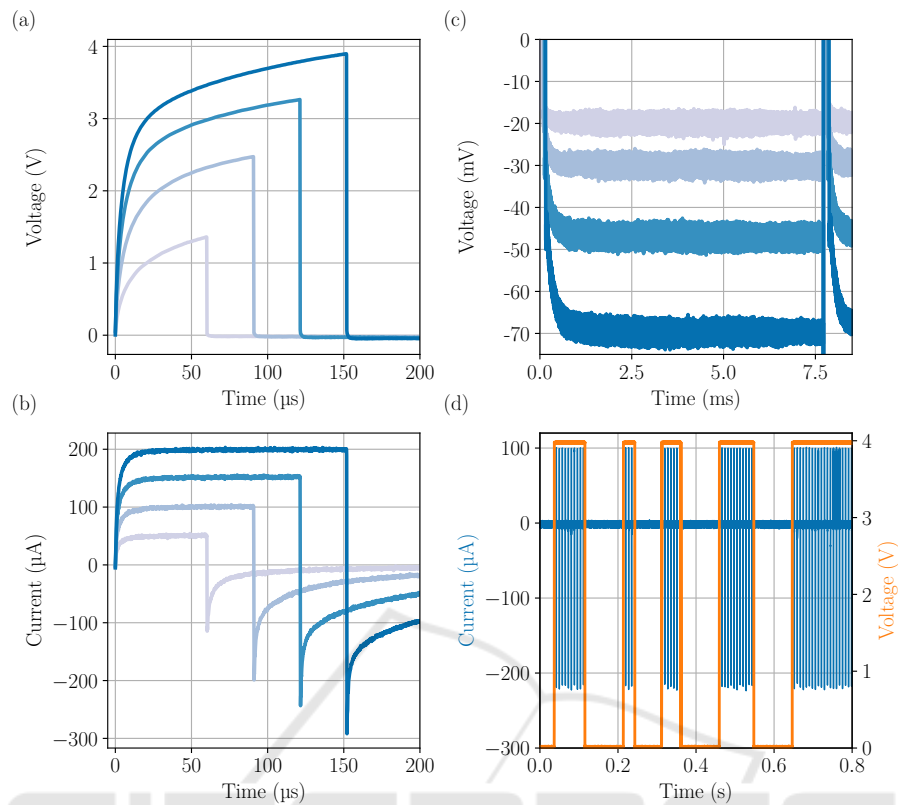 (a)
4
3
2
1
0
Voltage (V)
0 50 100 150 200
Time (µs)
(c)
0
-10
-20
-30
-40
-50
-60
-70
Voltage (mV)
0.0 2.5 5.0 7.5
Time (ms)
(b)
200
100
0
−100
−200
−300
Current (µA)
0 50 100 150 200
Time (µs)
(d)
100
0
−100
−200
−300
Current (µA)
4
3
2
1
0
Voltage (V)
0.0 0.2 0.4 0.6 0.8
Time (s)